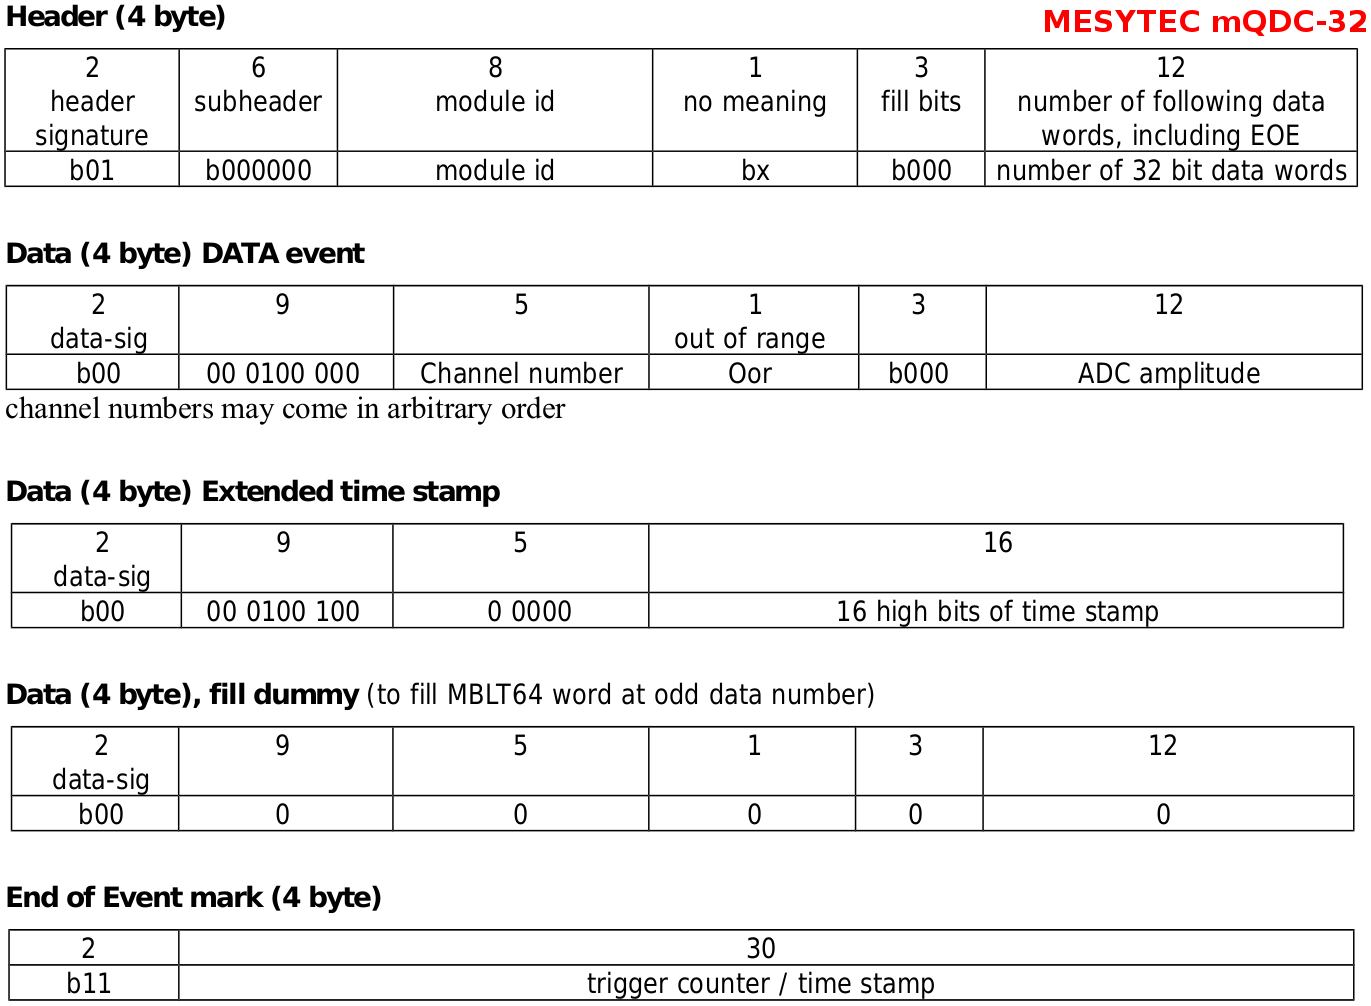 Header (4 byte)
MESYTEC mQDC-32
2 6 8 1 3 12
header subheader module id no meaning fill bits number of following data
signature words, including EOE
b01 b000000 module id bx b000 number of 32 bit data words
Data (4 byte) DATA event
2 9 5 1 3 12
data-sig out of range
b00 00 0100 000 Channel number Oor b000 ADC amplitude
channel numbers may come in arbitrary order
Data (4 byte) Extended time stamp
2 9 5 16
data-sig
b00 00 0100 100 0 0000 16 high bits of time stamp
Data (4 byte), fill dummy (to fill MBLT64 word at odd data number)
2 9 5 1 3 12
data-sig
b00 0 0 0 0 0
End of Event mark (4 byte)
2 30
b11 trigger counter / time stamp